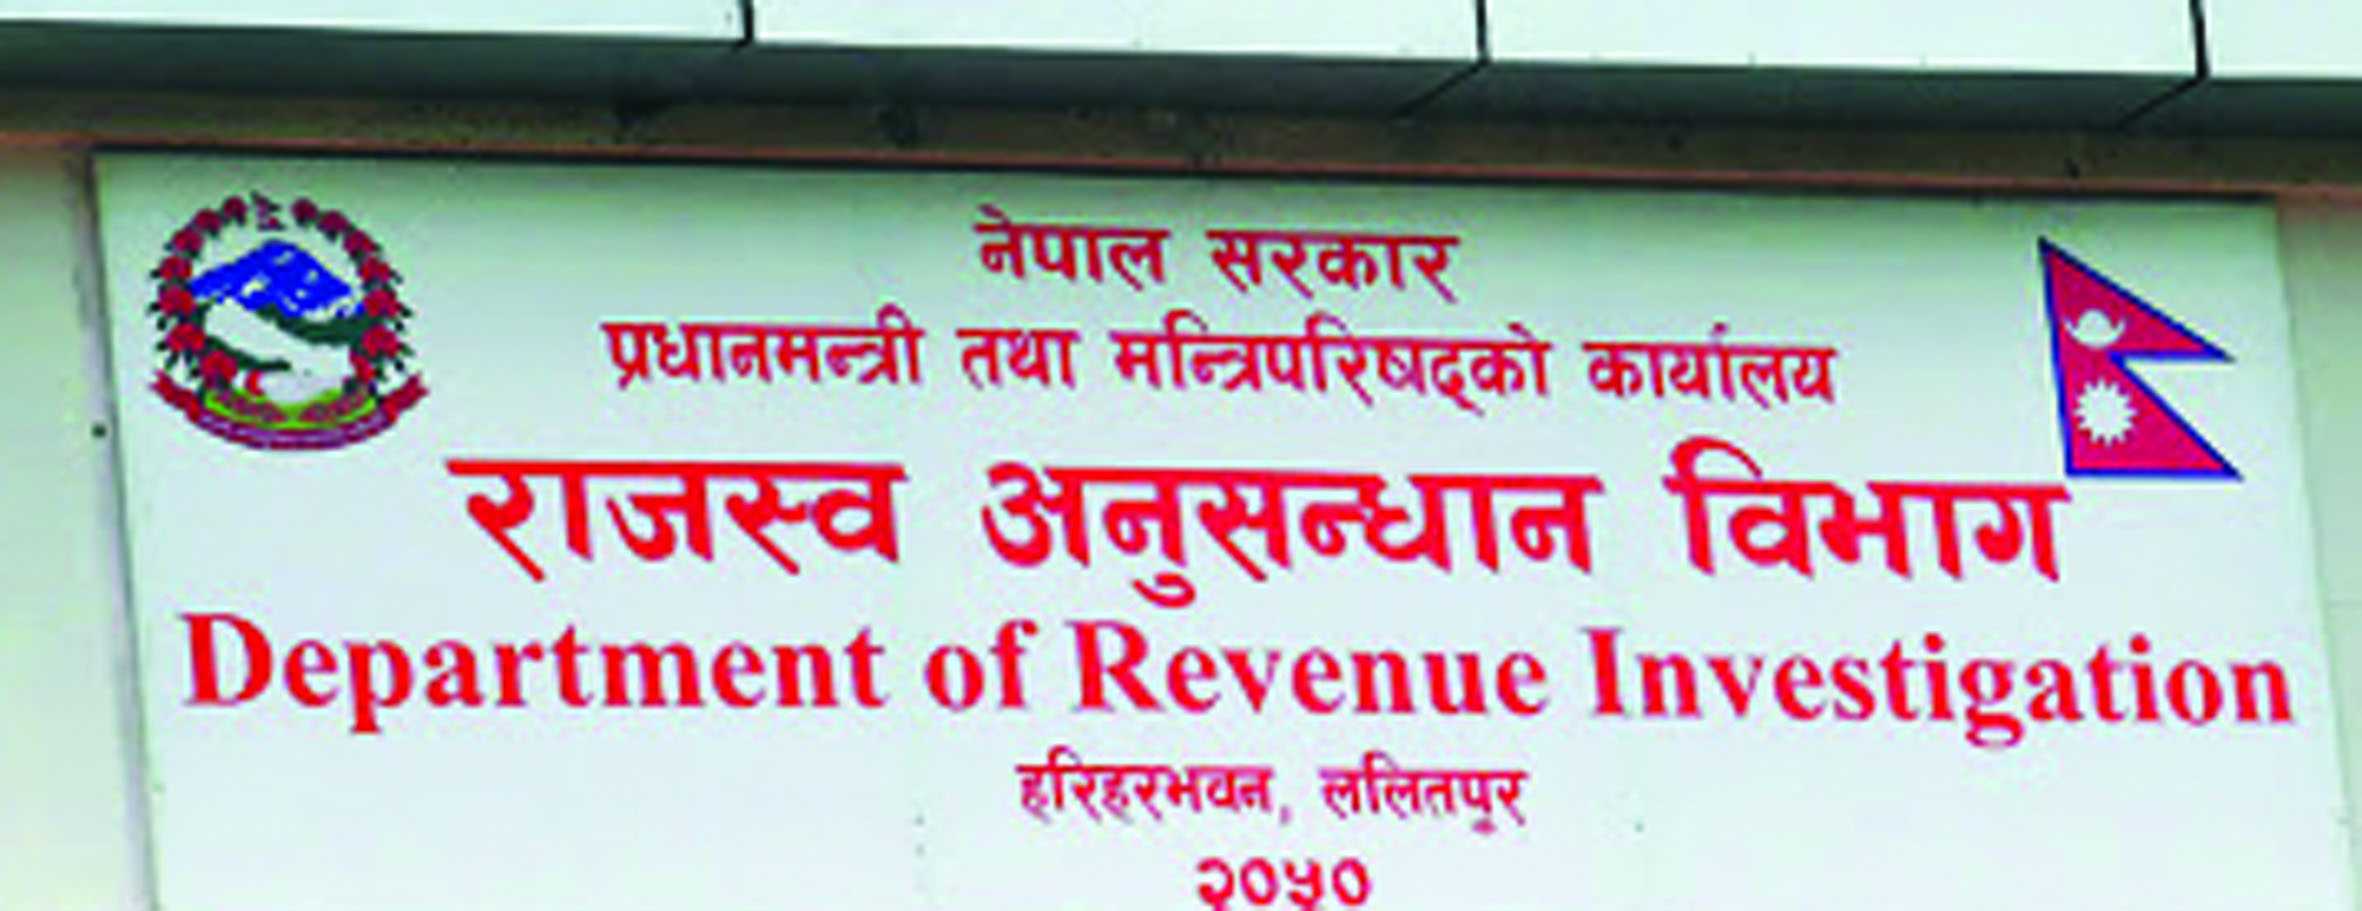 नेपाल सरकार
प्रधानमन्त्री तथा मन्त्रिपरिषद्को कार्यालय
राजस्व अनुसन्धान विभाग
Department of Revenue Investigation
हरिहरभवन, ललितपुर
२०५०